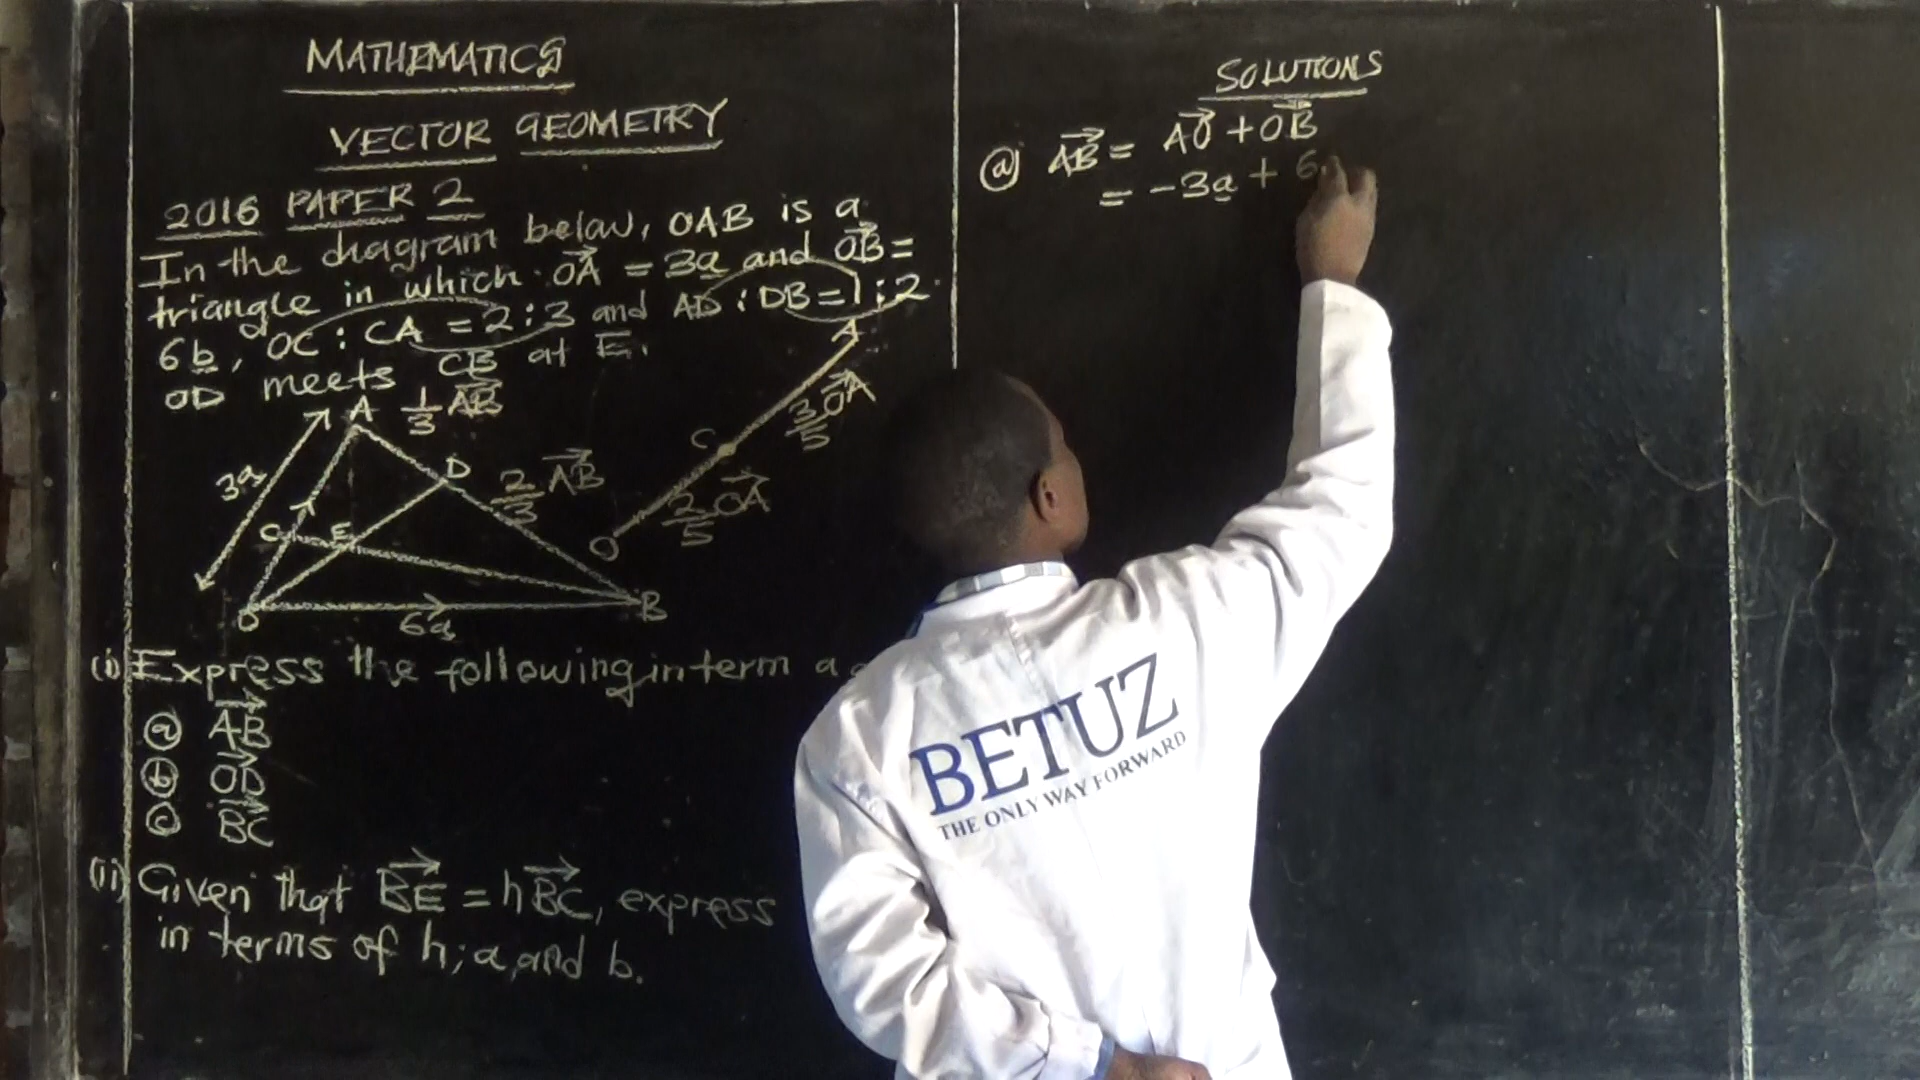 MATHEMATICS
VECTOR GEOMETRY
2016 PAPER 2
In the diagram below, OAB is a
triangle in which OA = 3a and OB =
6b, OC : CA = 2 : 3 and AD : DB = 1 : 2.
OD meets CB at E.
A 1/3 AB
3a
D
2/3 AB
C E
O
6a
B
A
3/5 OA
C
2/5 OA
O
(i) Express the following in term a
(a) AB
(b) OD
(c) BC
(ii) Given that BE = hBC, express
in terms of h; a, and b.
SOLUTIONS
(a) AB = AO + OB
= -3a + 6
BETUZ
THE ONLY WAY FORWARD